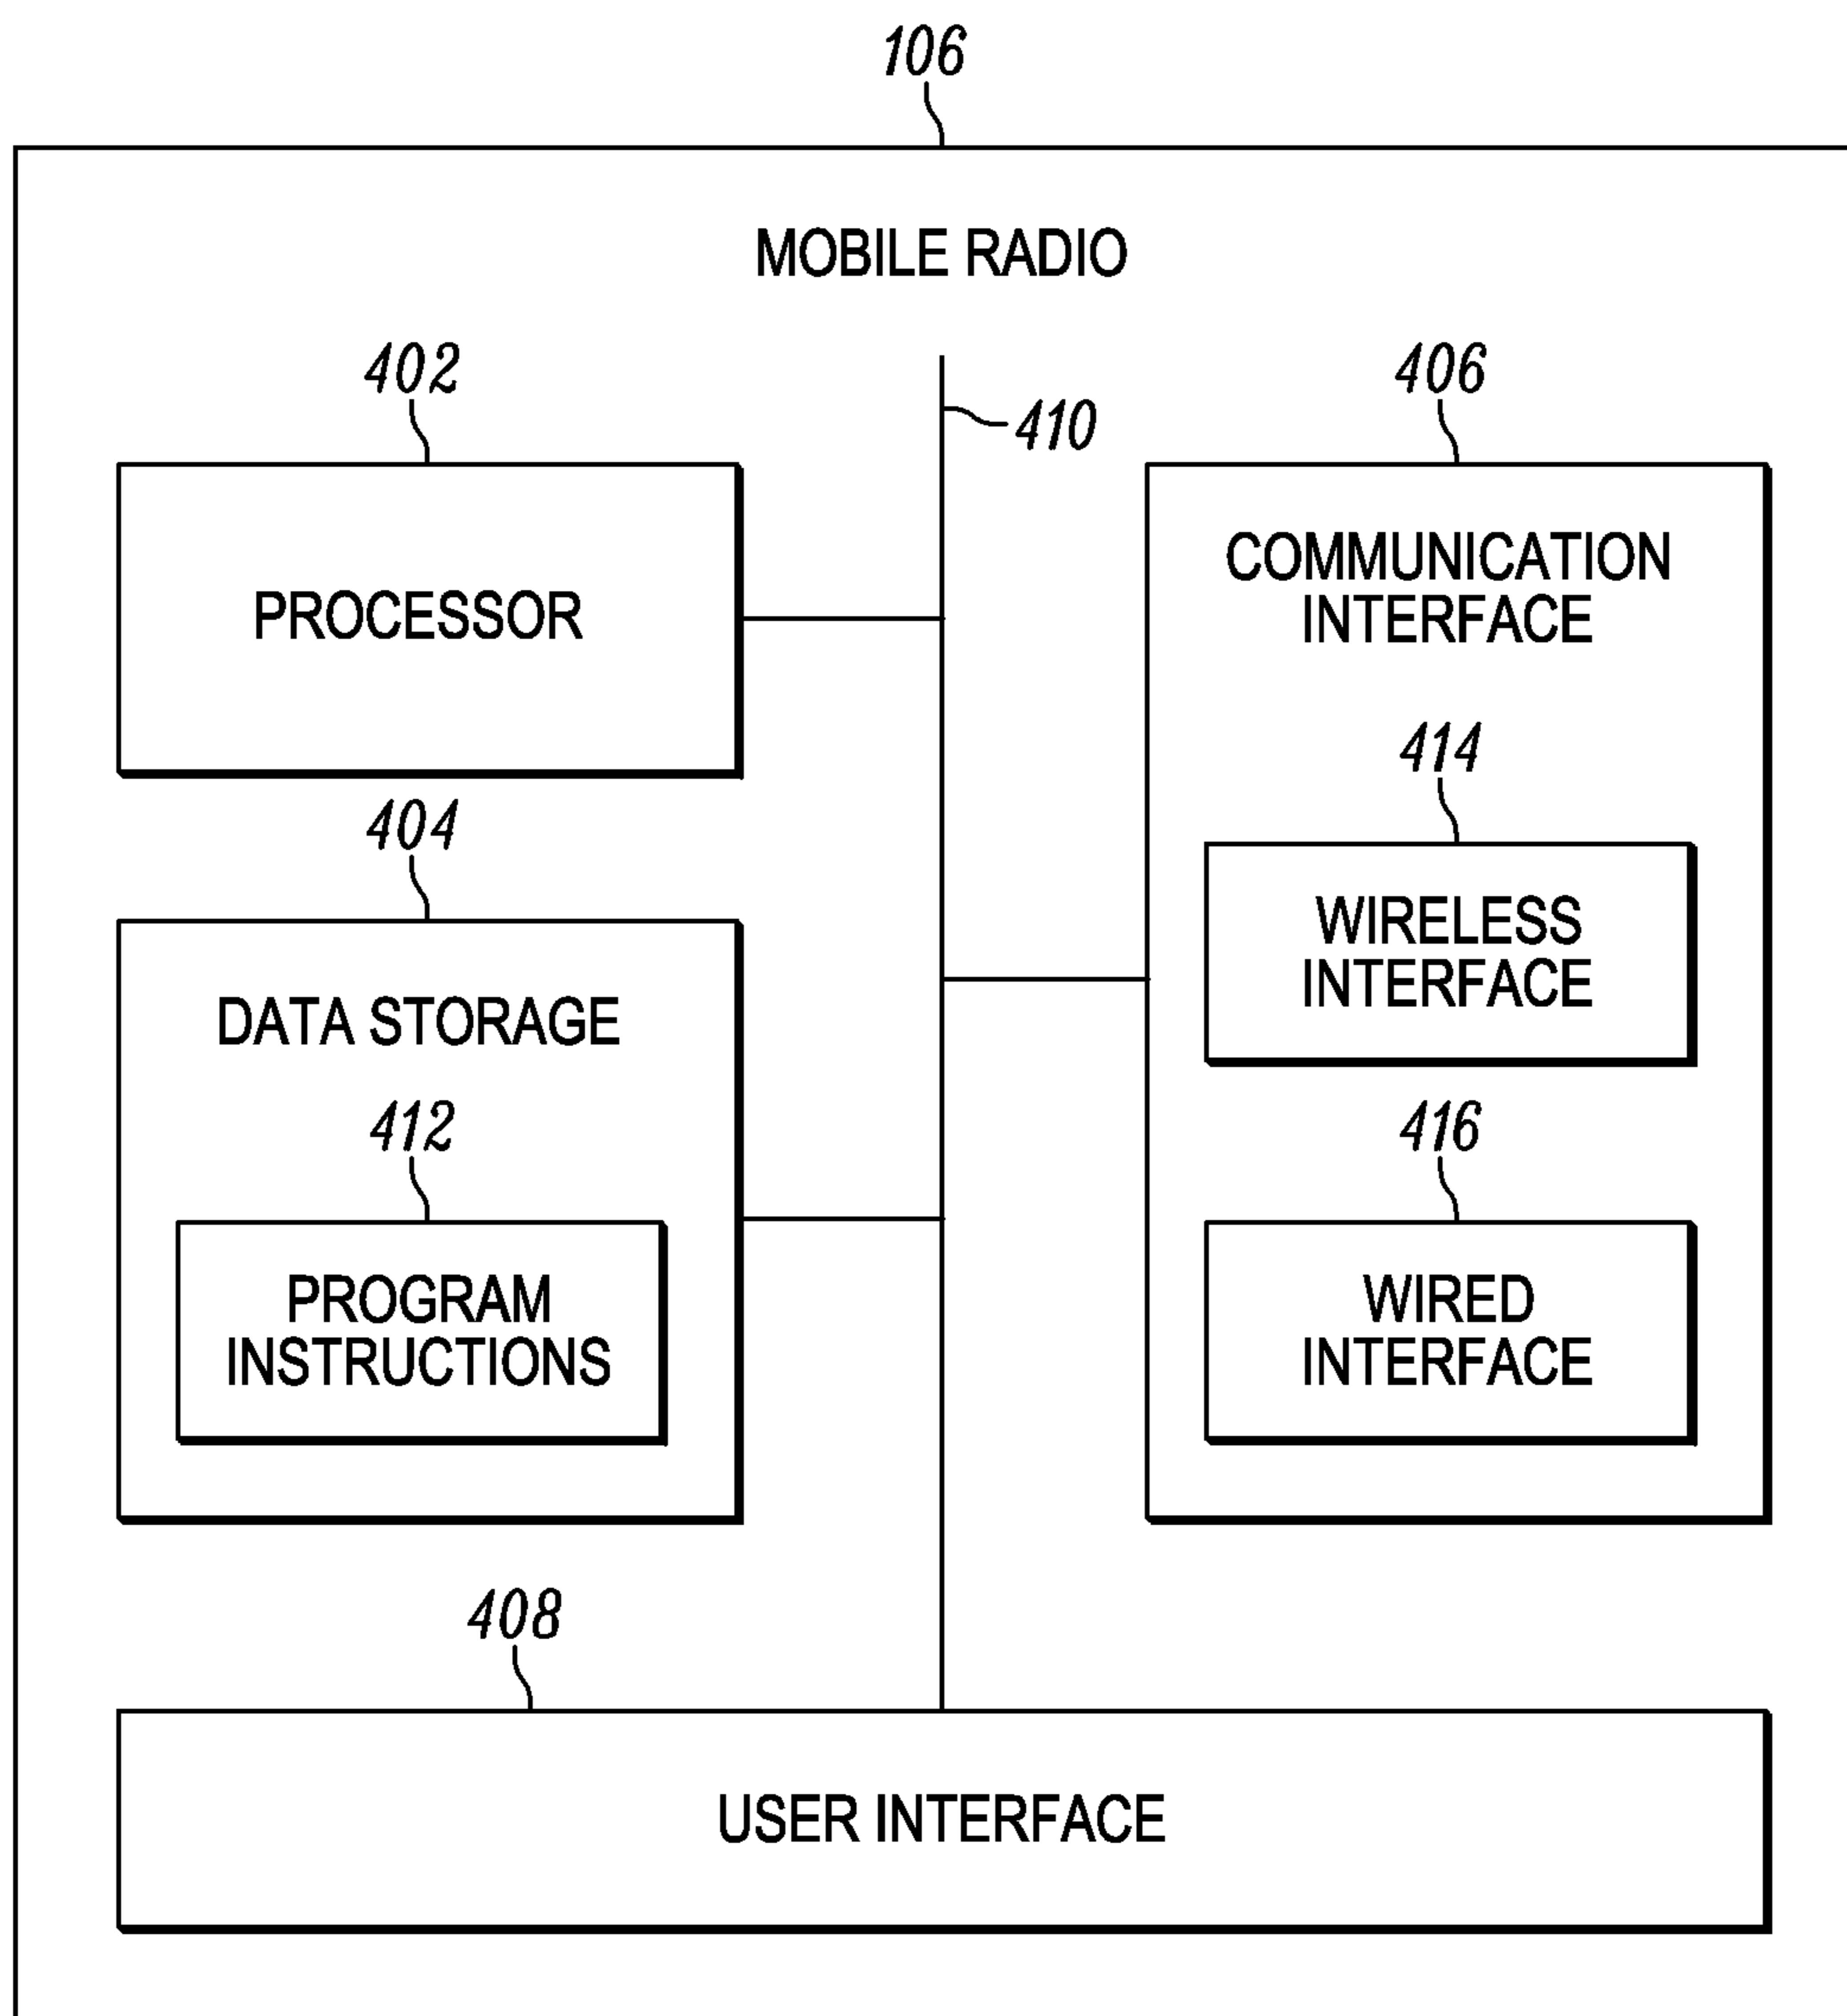 106
MOBILE RADIO
402
410
406
PROCESSOR
COMMUNICATION
INTERFACE
404
414
DATA STORAGE
WIRELESS
INTERFACE
412
416
PROGRAM
INSTRUCTIONS
WIRED
INTERFACE
408
USER INTERFACE